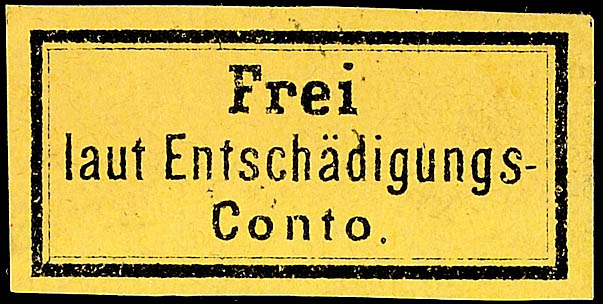 Frei
laut Entschädigungs-
Conto.